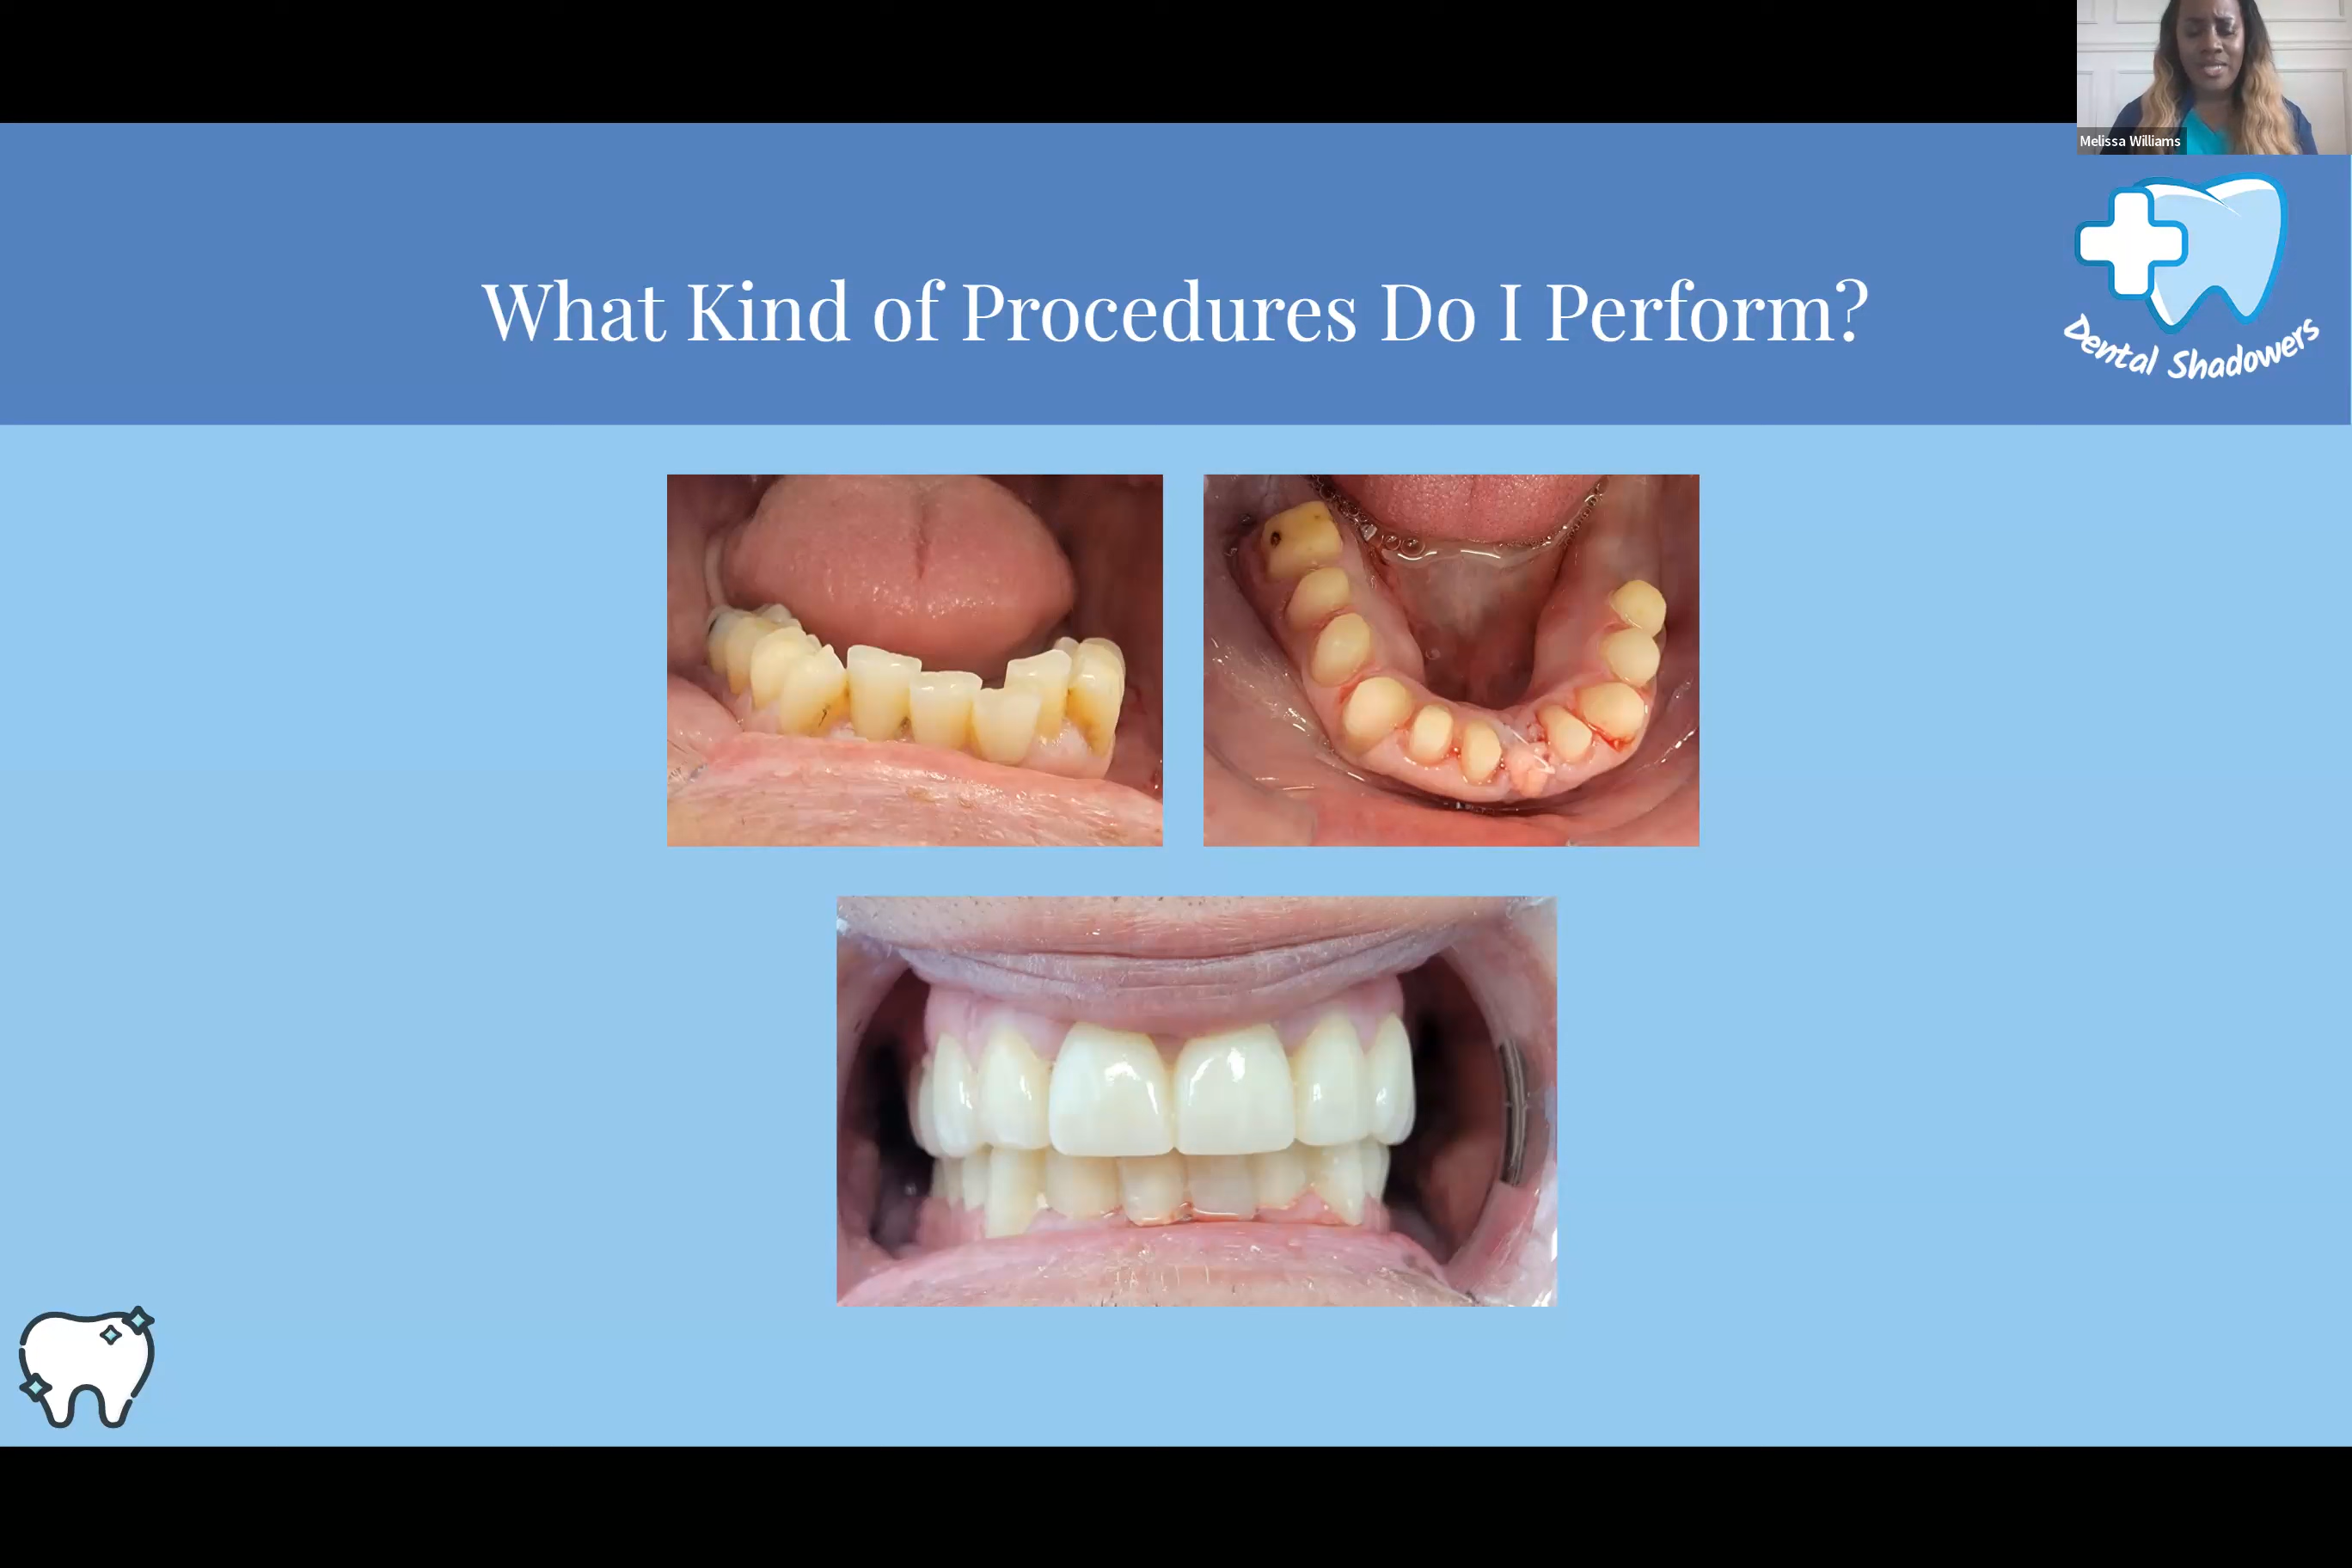 Melissa Williams
What Kind of Procedures Do I Perform?
Dental Shadowers